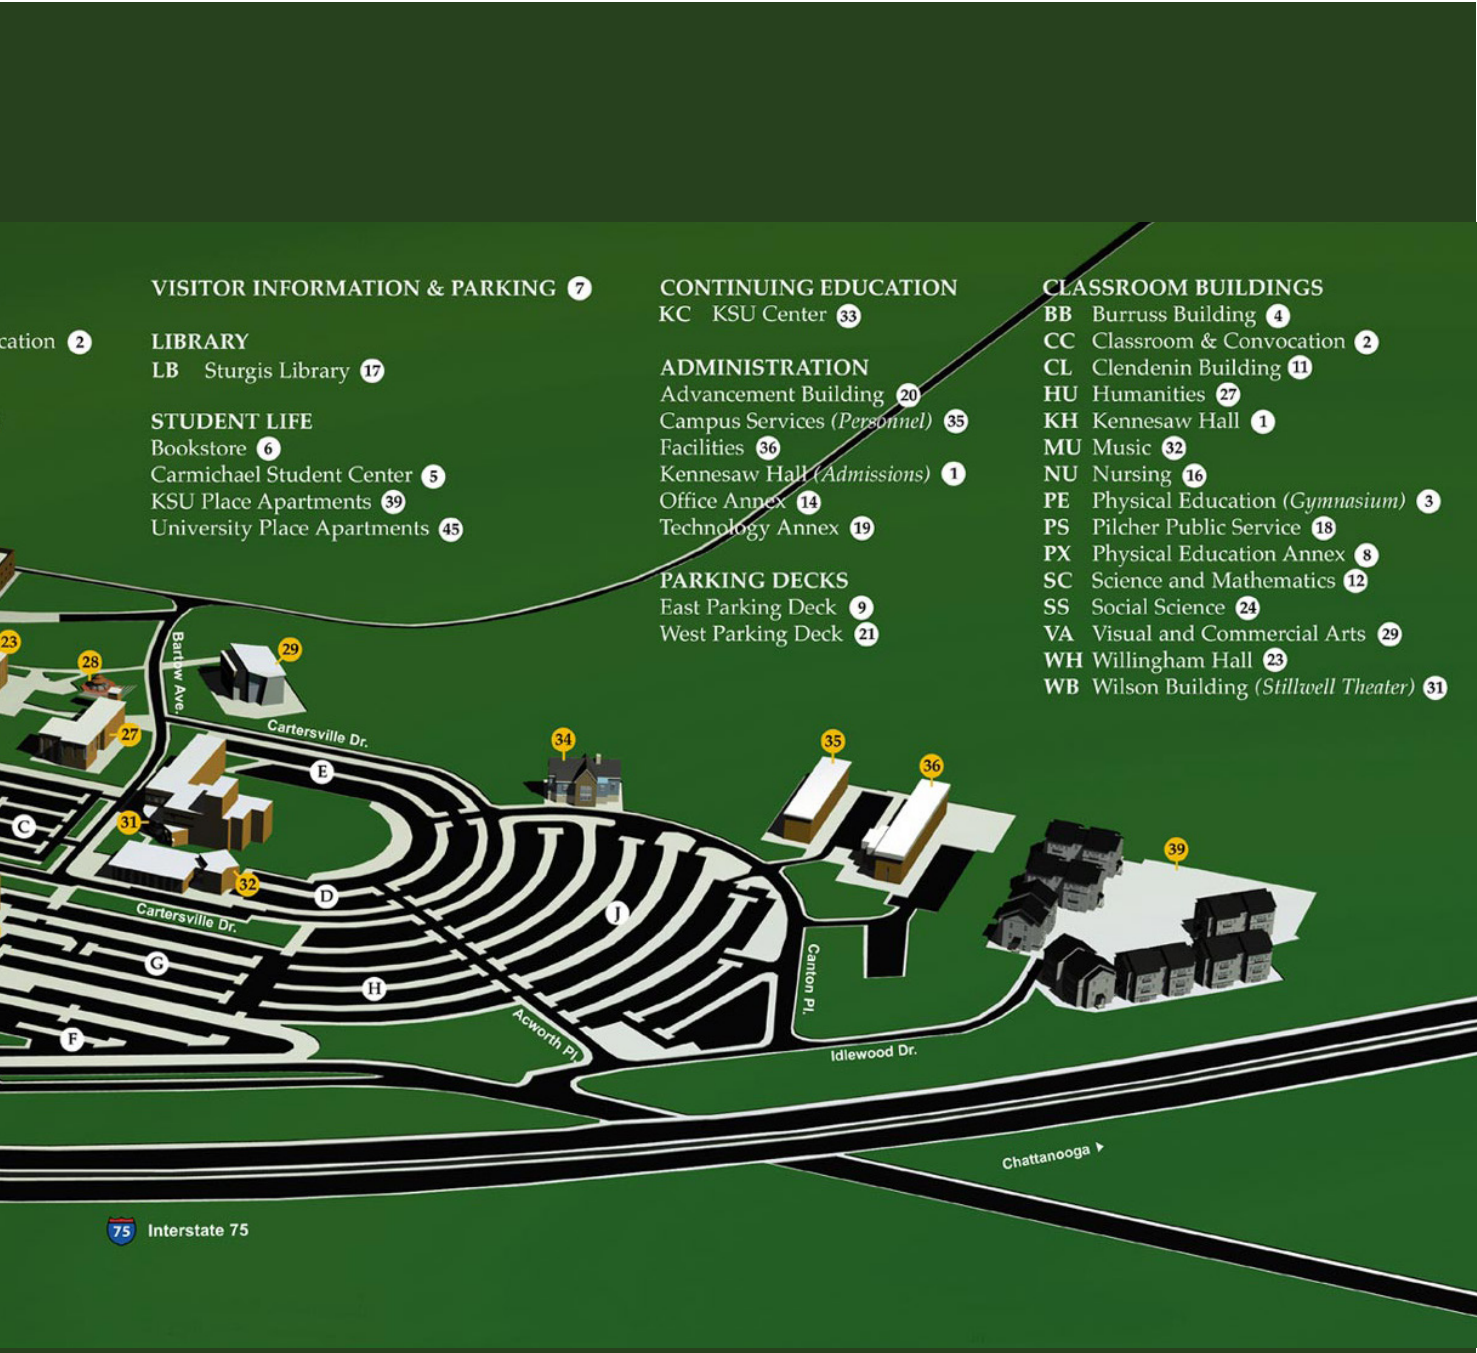 cation 2
VISITOR INFORMATION & PARKING 7
LIBRARY
LB Sturgis Library 17
STUDENT LIFE
Bookstore 6
Carmichael Student Center 5
KSU Place Apartments 39
University Place Apartments 45
CONTINUING EDUCATION
KC KSU Center 33
ADMINISTRATION
Advancement Building 20
Campus Services (Personnel) 35
Facilities 36
Kennesaw Hall (Admissions) 1
Office Annex 14
Technology Annex 19
PARKING DECKS
East Parking Deck 9
West Parking Deck 21
CLASSROOM BUILDINGS
BB Burruss Building 4
CC Classroom & Convocation 2
CL Clendenin Building 11
HU Humanities 27
KH Kennesaw Hall 1
MU Music 32
NU Nursing 16
PE Physical Education (Gymnasium) 3
PS Pilcher Public Service 18
PX Physical Education Annex 8
SC Science and Mathematics 12
SS Social Science 24
VA Visual and Commercial Arts 29
WH Willingham Hall 23
WB Wilson Building (Stillwell Theater) 31
23
28
Bartow Ave.
29
27
Cartersville Dr.
34
35
36
E
C
31
32
D
39
Cartersville Dr.
J
G
H
F
Canton Pl.
Acworth Pl.
Idlewood Dr.
Chattanooga
75 Interstate 75